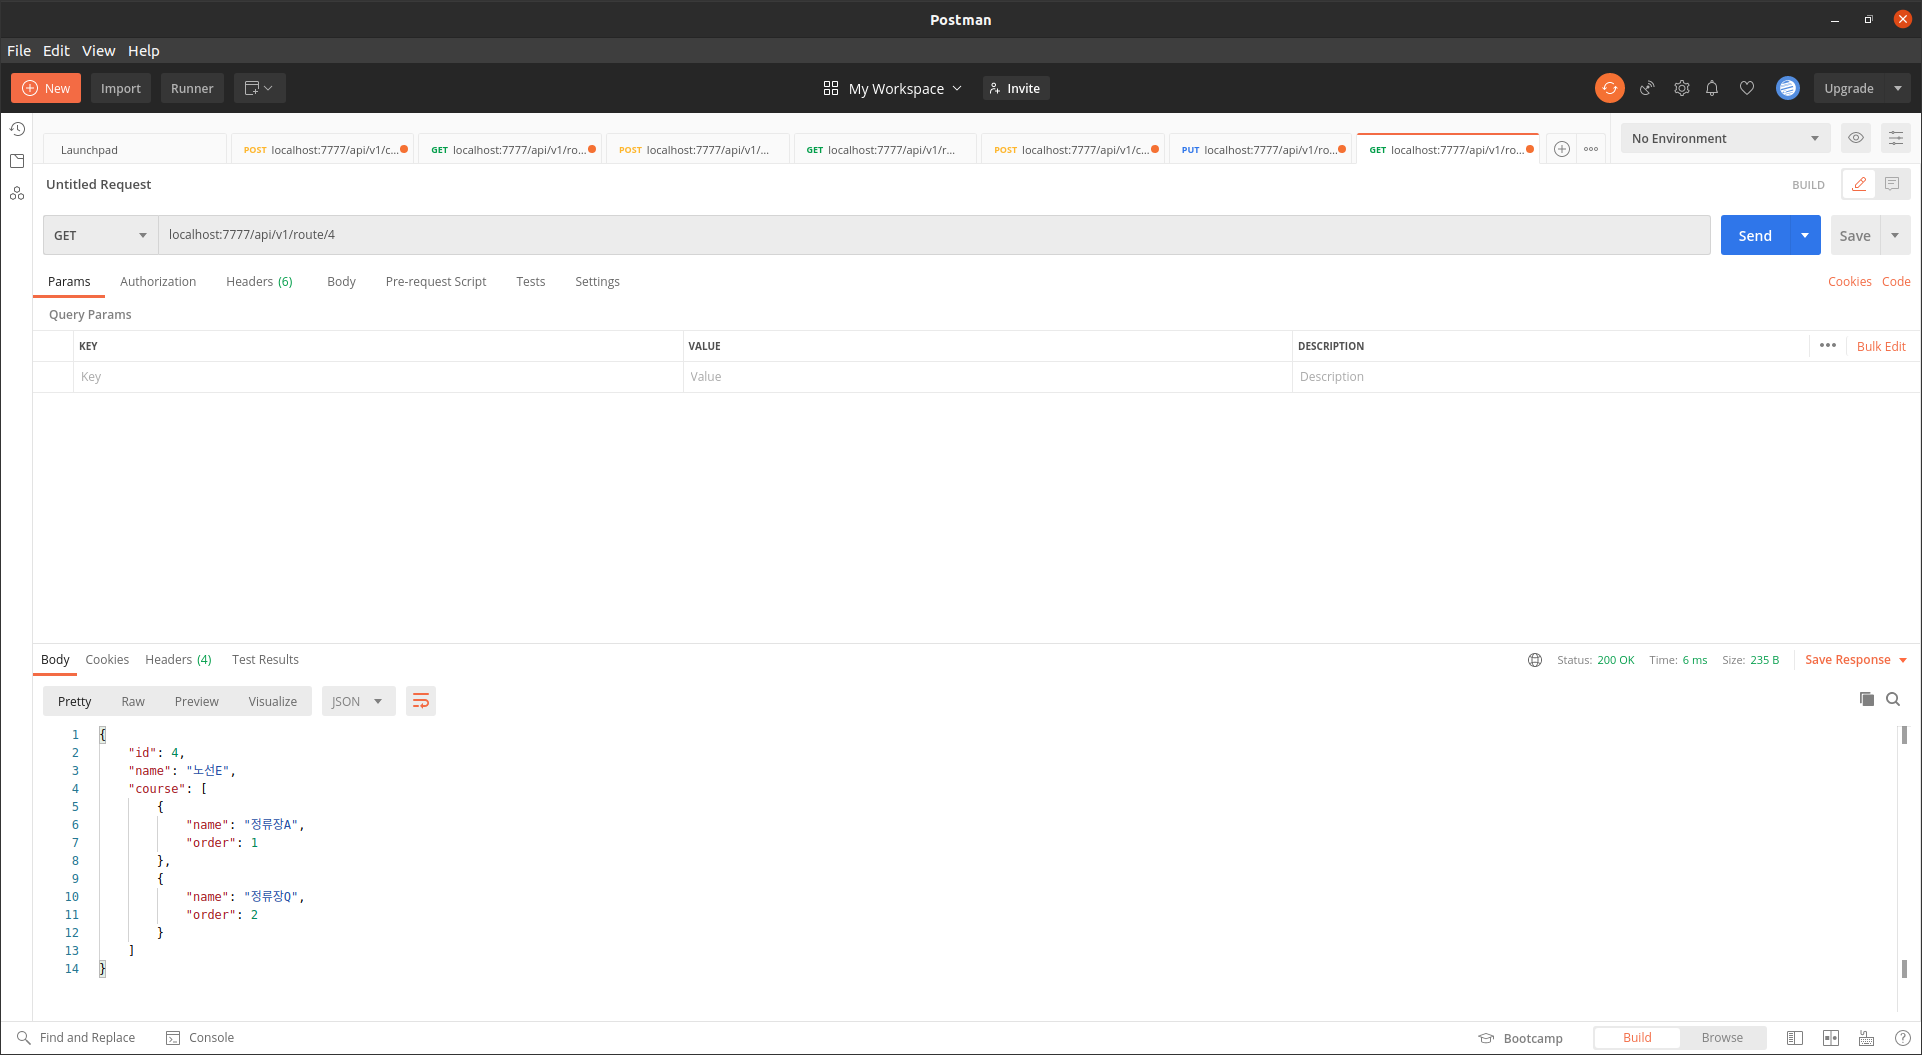 Postman
File Edit View Help
New Import Runner My Workspace Invite Upgrade
Launchpad POST localhost:7777/api/v1/c... GET localhost:7777/api/v1/ro... POST localhost:7777/api/v1/... GET localhost:7777/api/v1/r... POST localhost:7777/api/v1/c... PUT localhost:7777/api/v1/ro... GET localhost:7777/api/v1/ro... No Environment
Untitled Request BUILD
GET localhost:7777/api/v1/route/4 Send Save
Params Authorization Headers (6) Body Pre-request Script Tests Settings Cookies Code
Query Params
KEY VALUE DESCRIPTION Bulk Edit
Key Value Description
Body Cookies Headers (4) Test Results Status: 200 OK Time: 6 ms Size: 235 B Save Response
Pretty Raw Preview Visualize JSON
1 {
2 "id": 4,
3 "name": "노선E",
4 "course": [
5 {
6 "name": "정류장A",
7 "order": 1
8 },
9 {
10 "name": "정류장Q",
11 "order": 2
12 }
13 ]
14 }
Find and Replace Console Bootcamp Build Browse